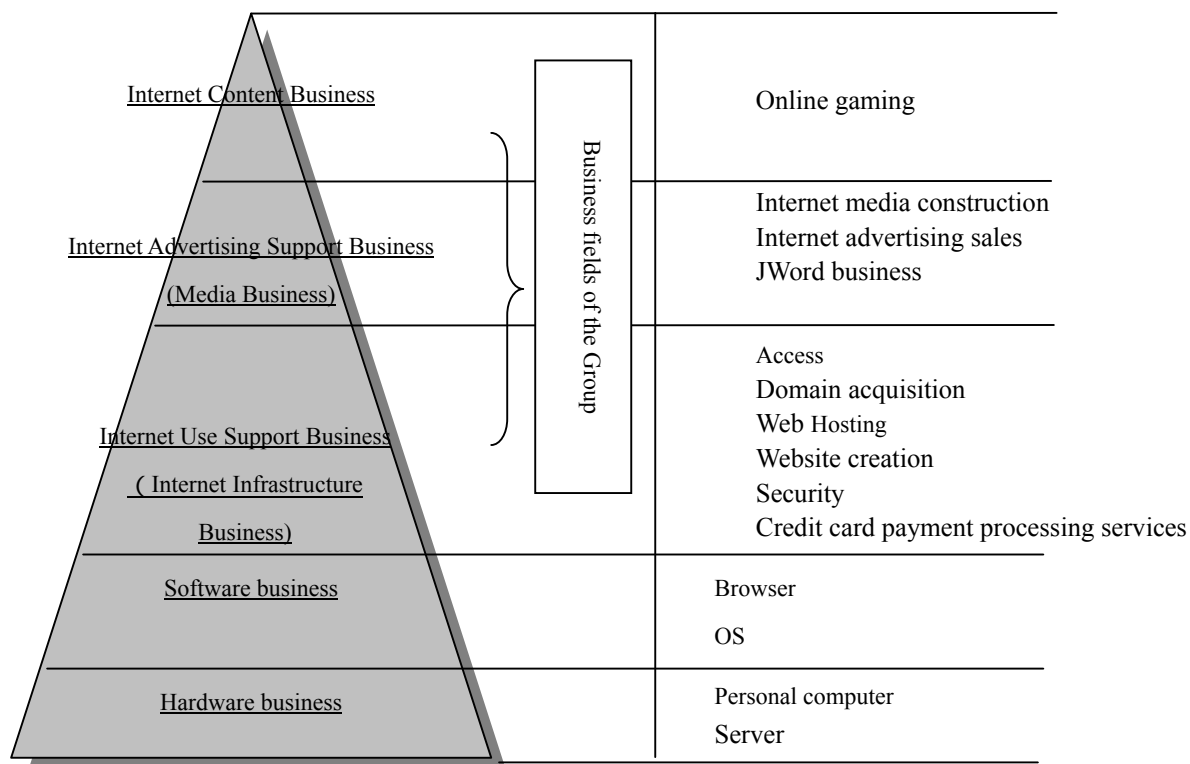 Internet Content Business
Online gaming
Internet Advertising Support Business
(Media Business)
Internet media construction
Internet advertising sales
JWord business
Business fields of the Group
Internet Use Support Business
( Internet Infrastructure
Business)
Access
Domain acquisition
Web Hosting
Website creation
Security
Credit card payment processing services
Software business
Browser
OS
Hardware business
Personal computer
Server